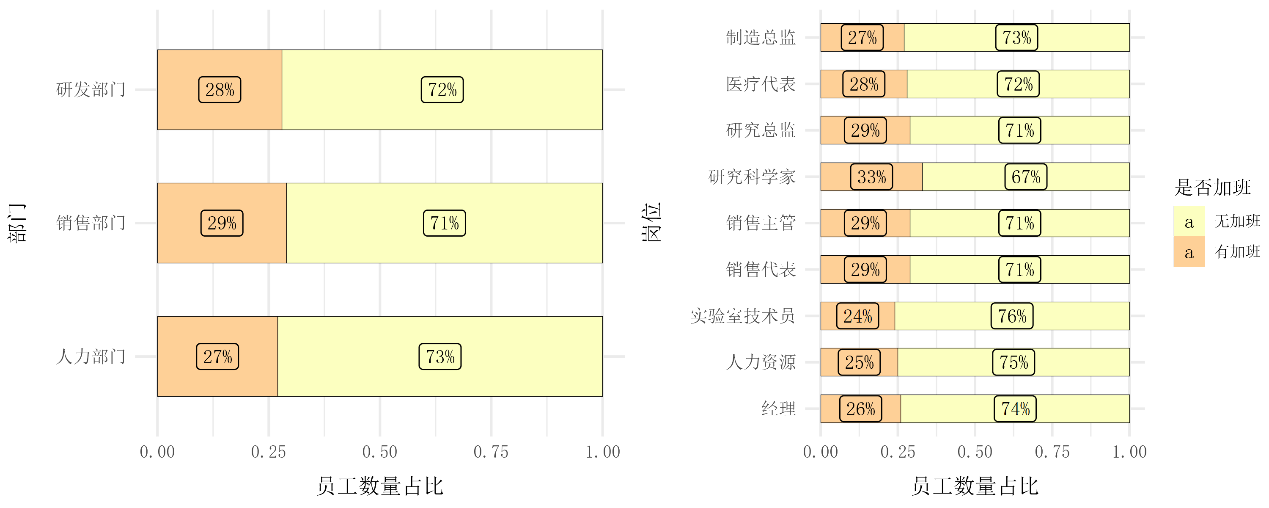 部门
研发部门
28%
72%
销售部门
29%
71%
人力部门
27%
73%
0.00
0.25
0.50
0.75
1.00
员工数量占比
岗位
制造总监
27%
73%
医疗代表
28%
72%
研究总监
29%
71%
研究科学家
33%
67%
销售主管
29%
71%
销售代表
29%
71%
实验室技术员
24%
76%
人力资源
25%
75%
经理
26%
74%
0.00
0.25
0.50
0.75
1.00
员工数量占比
是否加班
a 无加班
a 有加班